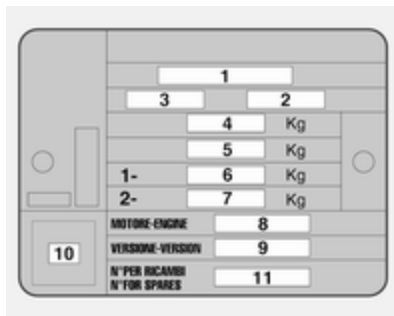 1
3 2
4 Kg
5 Kg
1- 6 Kg
2- 7 Kg
MOTORE-ENGINE 8
VERSIONE-VERSION 9
10
N° PER RICAMBI
N° FOR SPARES 11